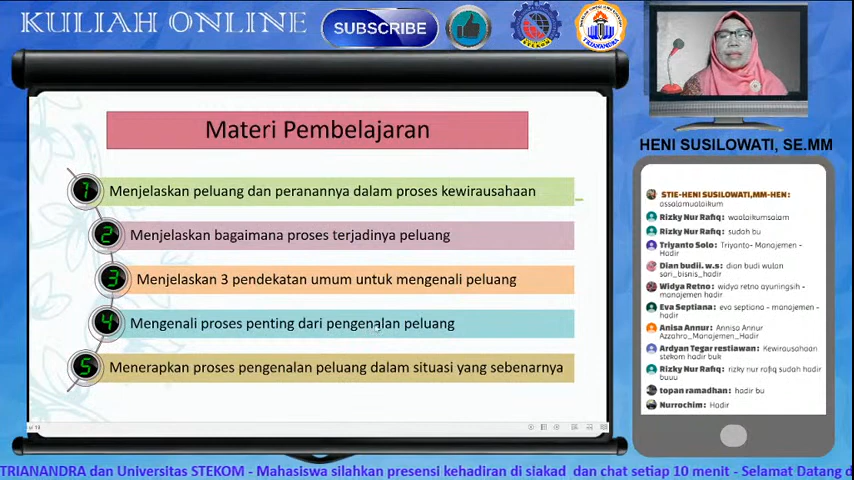 KULIAH ONLINE
SUBSCRIBE
STEKOM
TRIANANDRA
Materi Pembelajaran
1 Menjelaskan peluang dan peranannya dalam proses kewirausahaan
2 Menjelaskan bagaimana proses terjadinya peluang
3 Menjelaskan 3 pendekatan umum untuk mengenali peluang
4 Mengenali proses penting dari pengenalan peluang
5 Menerapkan proses pengenalan peluang dalam situasi yang sebenarnya
HENI SUSILOWATI, SE.MM
STIE-HENI SUSILOWATI,MM-HEN:
assalamualaikum
Rizky Nur Rafiq: waalaikumsalam
Rizky Nur Rafiq: sudah bu
Triyanto Solo: Triyanto- Manajemen -
Hadir
Dian budii. w.s: dian budi wulan
sari_bisnis_hadir
Widya Retno: widya retno ayuningsih -
manajemen hadir
Eva Septiana: eva septiana - manajemen -
hadir
Anisa Annur: Annisa Annur
Azzahro_Manajemen_Hadir
Ardyan Tegar restiawan: Kewirausahaan
stekom hadir buk
Rizky Nur Rafiq: rizky nur rafiq sudah hadir
buuu
topan ramadhan: hadir bu
Nurrochim: Hadir
TRIANANDRA dan Universitas STEKOM - Mahasiswa silahkan presensi kehadiran di siakad dan chat setiap 10 menit - Selamat Datang d